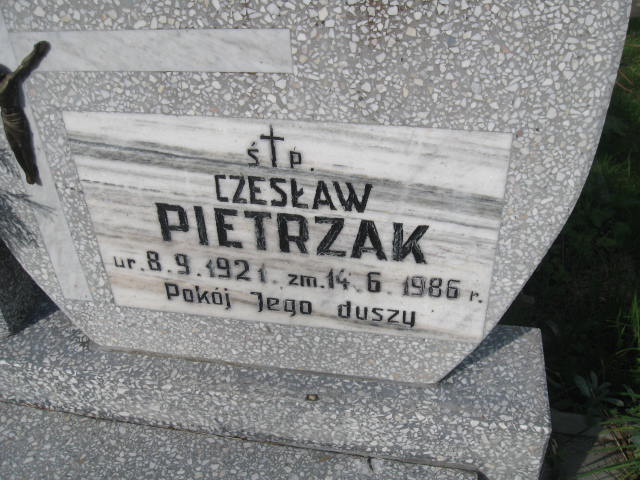 Ś † P.
CZESŁAW
PIETRZAK
ur. 8.9.1921. zm. 14.6.1986 r.
Pokój Jego duszy